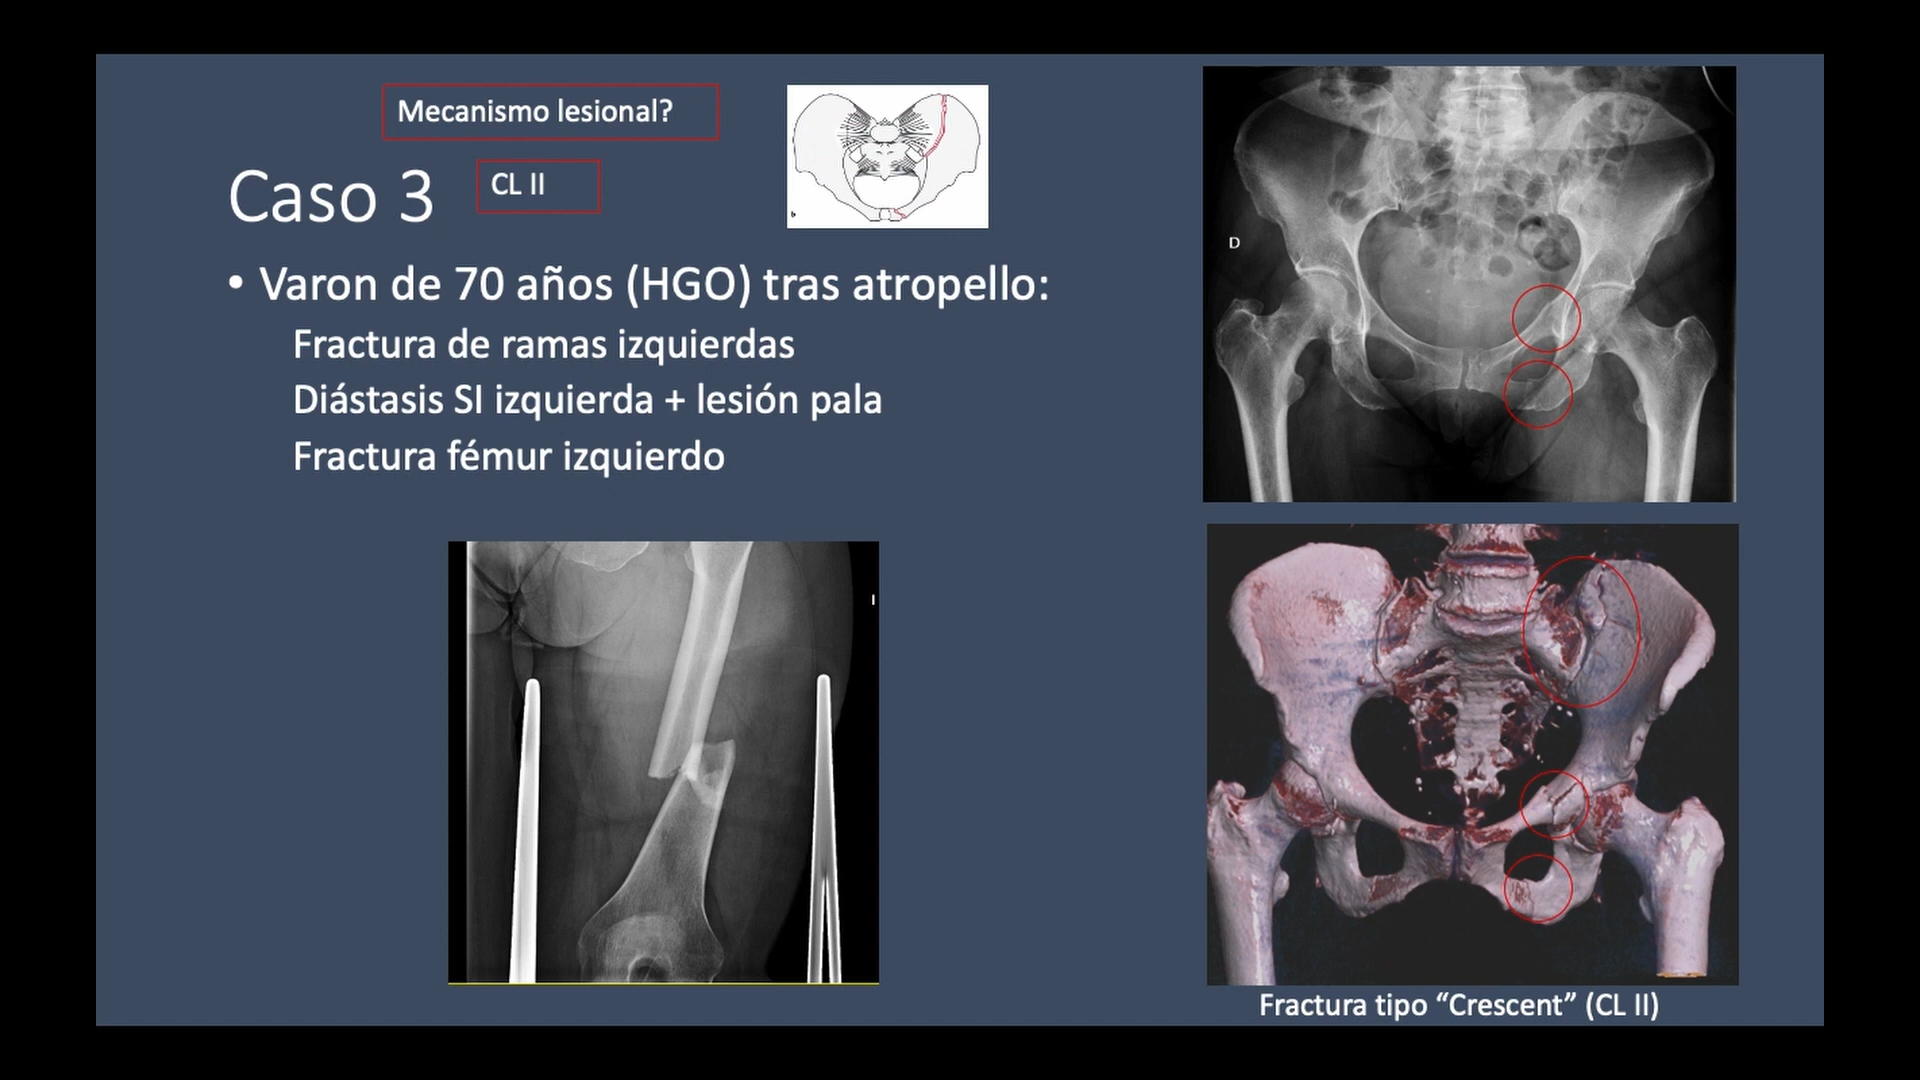 Mecanismo lesional?
Caso 3
CL II
• Varon de 70 años (HGO) tras atropello:
Fractura de ramas izquierdas
Diástasis SI izquierda + lesión pala
Fractura fémur izquierdo
b
D
I
Fractura tipo “Crescent” (CL II)